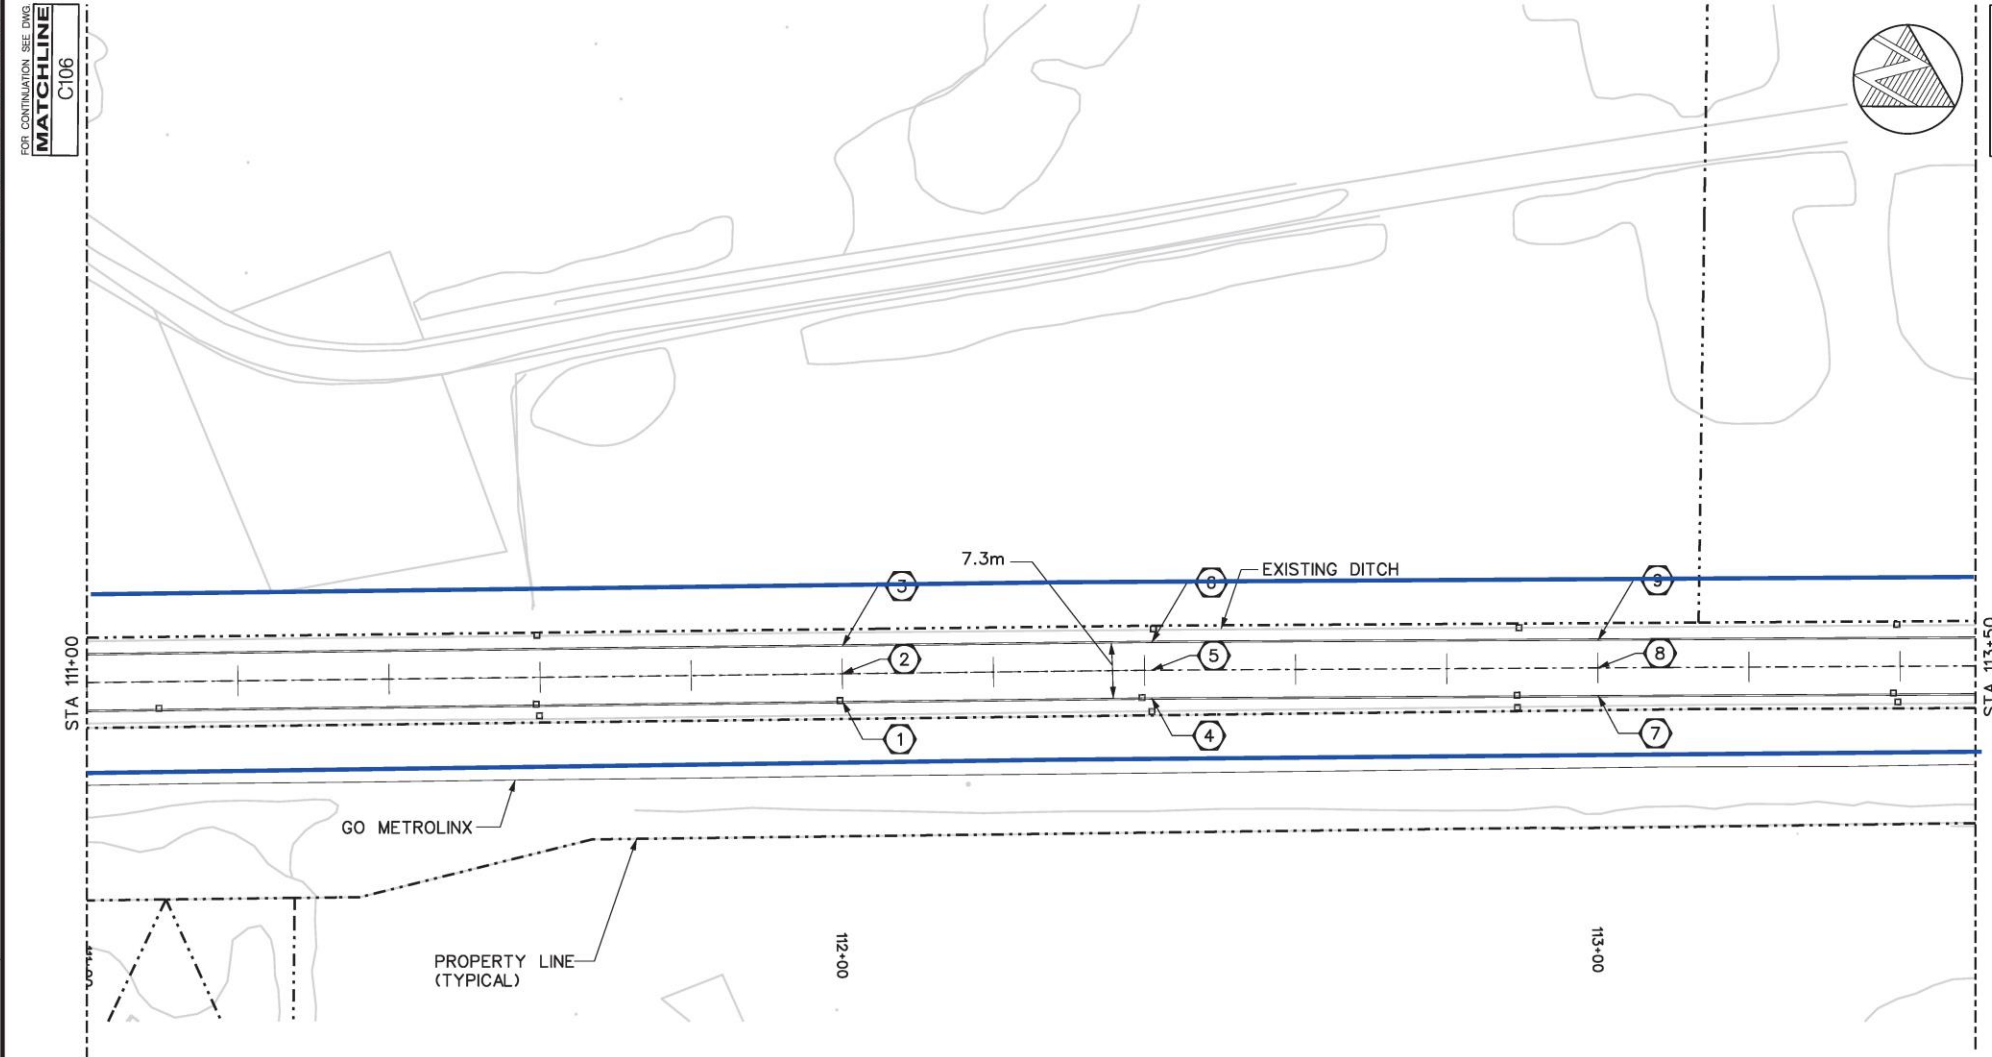 FOR CONTINUATION SEE DWG.
MATCHLINE
C106
7.3m
EXISTING DITCH
3
6
9
2
5
8
1
4
7
STA 111+00
STA 113+50
GO METROLINX
PROPERTY LINE
(TYPICAL)
112+00
113+00